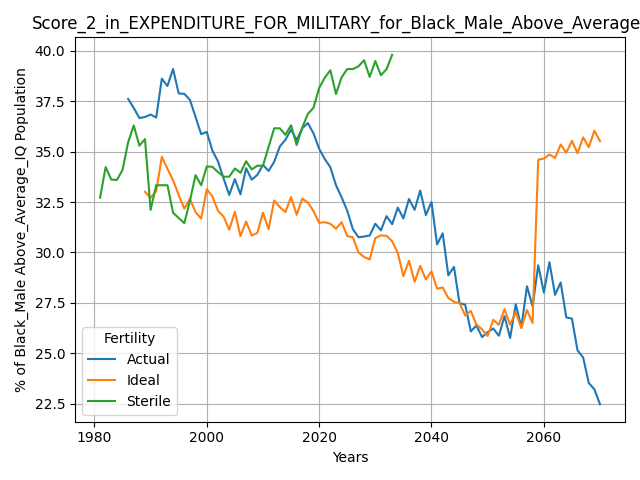 Score_2_in_EXPENDITURE_FOR_MILITARY_for_Black_Male_Above_Average
40.0
37.5
35.0
32.5
30.0
27.5
25.0
22.5
% of Black_Male Above_Average_IQ Population
Fertility
Actual
Ideal
Sterile
1980
2000
2020
2040
2060
Years